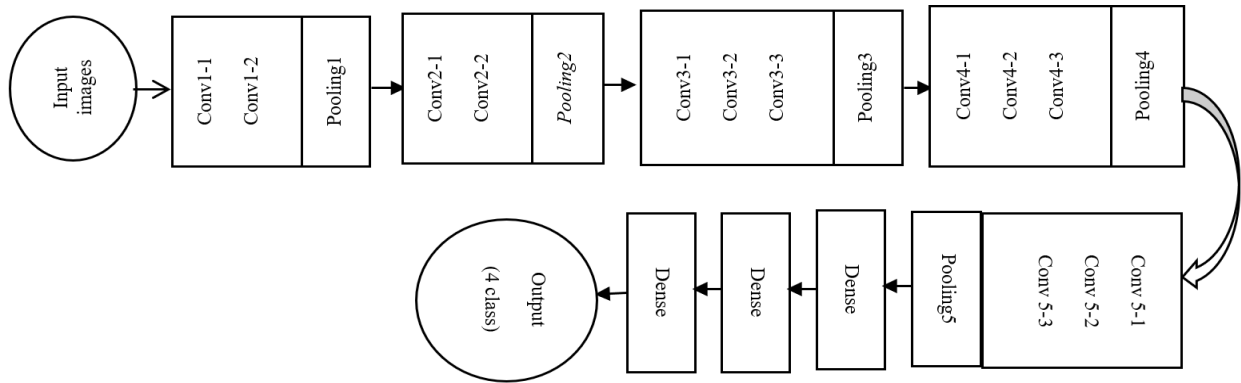 Input
images
Conv1-1
Conv1-2
Pooling1
Conv2-1
Conv2-2
Pooling2
Conv3-1
Conv3-2
Conv3-3
Pooling3
Conv4-1
Conv4-2
Conv4-3
Pooling4
Conv 5-1
Conv 5-2
Conv 5-3
Pooling5
Dense
Dense
Dense
Output
(4 class)